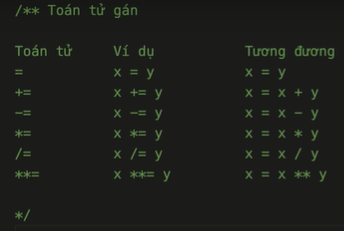 /** Toán tử gán
Toán tử Ví dụ Tương đương
= x = y x = y
+= x += y x = x + y
-= x -= y x = x - y
*= x *= y x = x * y
/= x /= y x = x / y
**= x **= y x = x ** y
*/